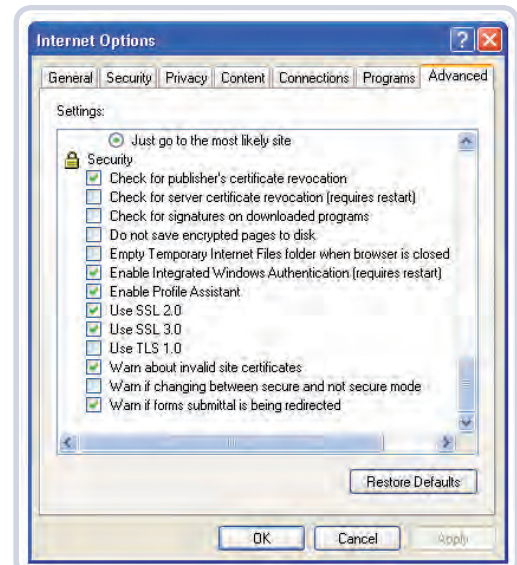 Internet Options
General Security Privacy Content Connections Programs Advanced
Settings:
Just go to the most likely site
Security
Check for publisher's certificate revocation
Check for server certificate revocation (requires restart)
Check for signatures on downloaded programs
Do not save encrypted pages to disk
Empty Temporary Internet Files folder when browser is closed
Enable Integrated Windows Authentication (requires restart)
Enable Profile Assistant
Use SSL 2.0
Use SSL 3.0
Use TLS 1.0
Warn about invalid site certificates
Warn if changing between secure and not secure mode
Warn if forms submittal is being redirected
Restore Defaults
OK Cancel Apply